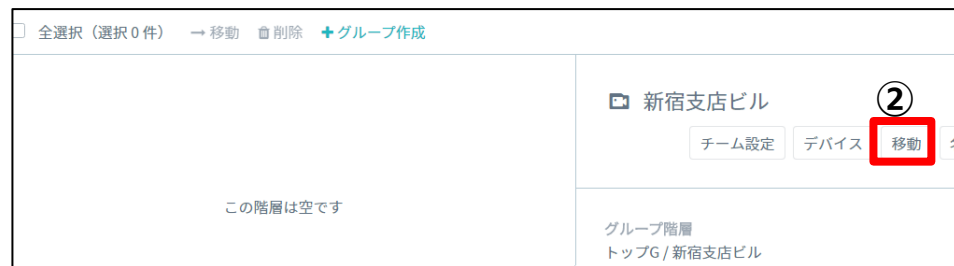 全選択（選択０件） → 移動 削除 +グループ作成
新宿支店ビル
②
チーム設定 デバイス 移動
この階層は空です
グループ階層
トップG / 新宿支店ビル